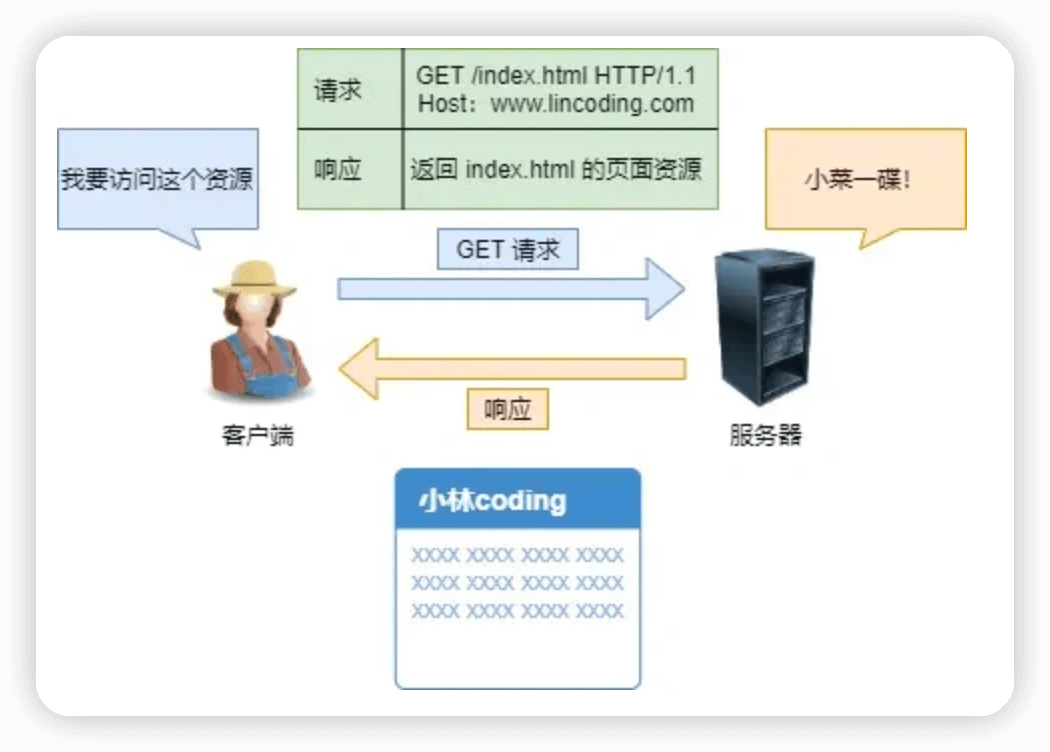 请求
GET /index.html HTTP/1.1
Host：www.lincoding.com
响应
返回 index.html 的页面资源
我要访问这个资源
小菜一碟！
GET 请求
响应
客户端
服务器
小林coding
XXXX XXXX XXXX XXXX
XXXX XXXX XXXX XXXX
XXXX XXXX XXXX XXXX